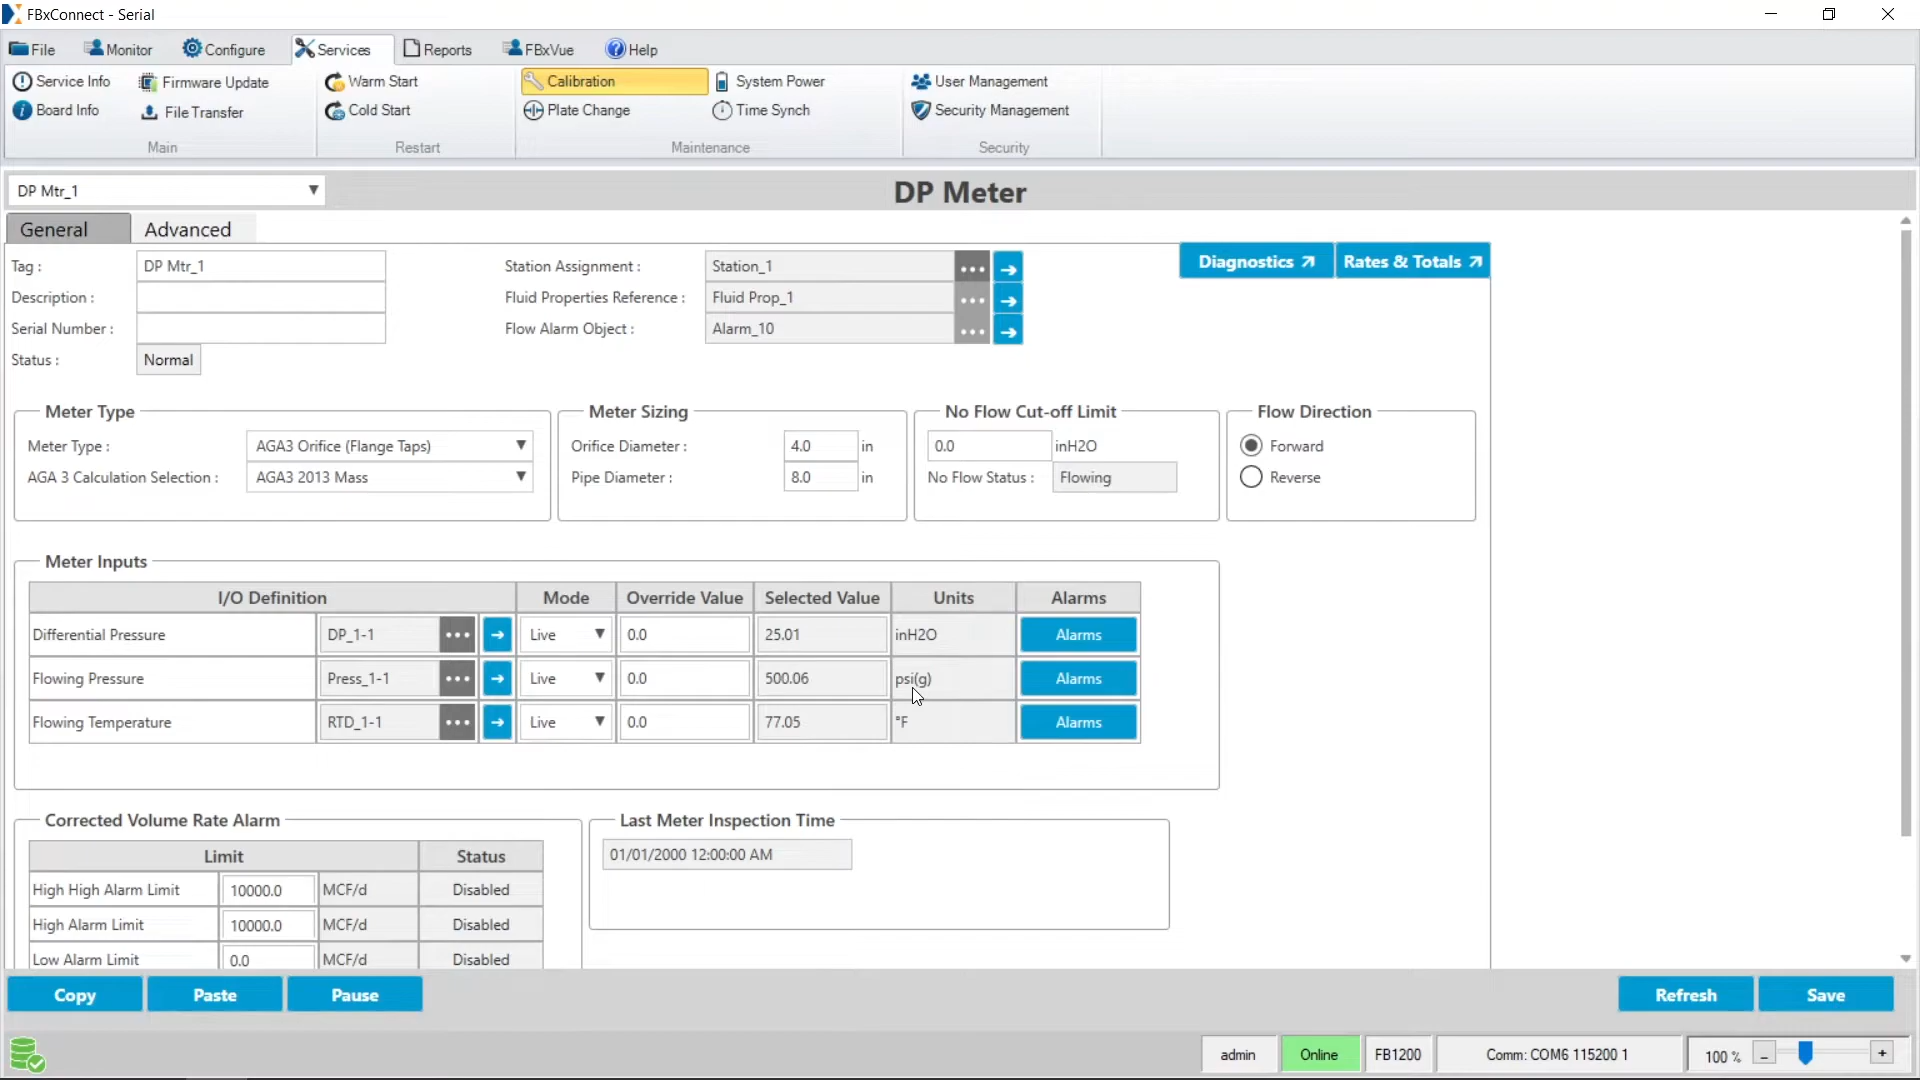 FBxConnect - Serial
File Monitor Configure Services Reports FBxVue Help
Service Info Firmware Update Warm Start Calibration System Power User Management
Board Info File Transfer Cold Start Plate Change Time Synch Security Management
Main Restart Maintenance Security
DP Mtr_1 DP Meter
General Advanced
Diagnostics Rates & Totals
Tag : DP Mtr_1 Station Assignment : Station_1 ...
Description : Fluid Properties Reference : Fluid Prop_1 ...
Serial Number : Flow Alarm Object : Alarm_10 ...
Status : Normal
Meter Type Meter Sizing No Flow Cut-off Limit Flow Direction
Meter Type : AGA3 Orifice (Flange Taps) Orifice Diameter : 4.0 in 0.0 inH2O Forward
AGA 3 Calculation Selection : AGA3 2013 Mass Pipe Diameter : 8.0 in No Flow Status : Flowing Reverse
Meter Inputs
I/O Definition Mode Override Value Selected Value Units Alarms
Differential Pressure DP_1-1 ... Live 0.0 25.01 inH2O Alarms
Flowing Pressure Press_1-1 ... Live 0.0 500.06 psi(g) Alarms
Flowing Temperature RTD_1-1 ... Live 0.0 77.05 °F Alarms
Corrected Volume Rate Alarm Last Meter Inspection Time
Limit Status 01/01/2000 12:00:00 AM
High High Alarm Limit 10000.0 MCF/d Disabled
High Alarm Limit 10000.0 MCF/d Disabled
Low Alarm Limit 0.0 MCF/d Disabled
Copy Paste Pause Refresh Save
admin Online FB1200 Comm: COM6 115200 1 100 % - +